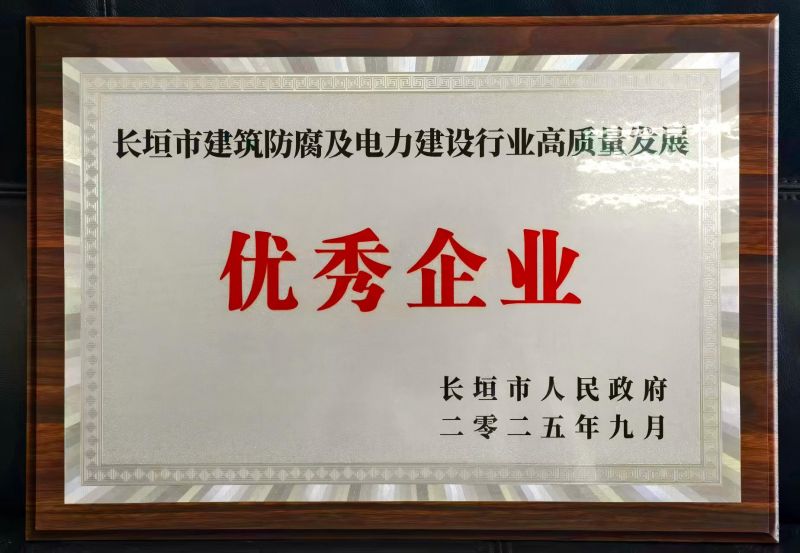 长垣市建筑防腐及电力建设行业高质量发展
优秀企业
长垣市人民政府
二零二五年九月